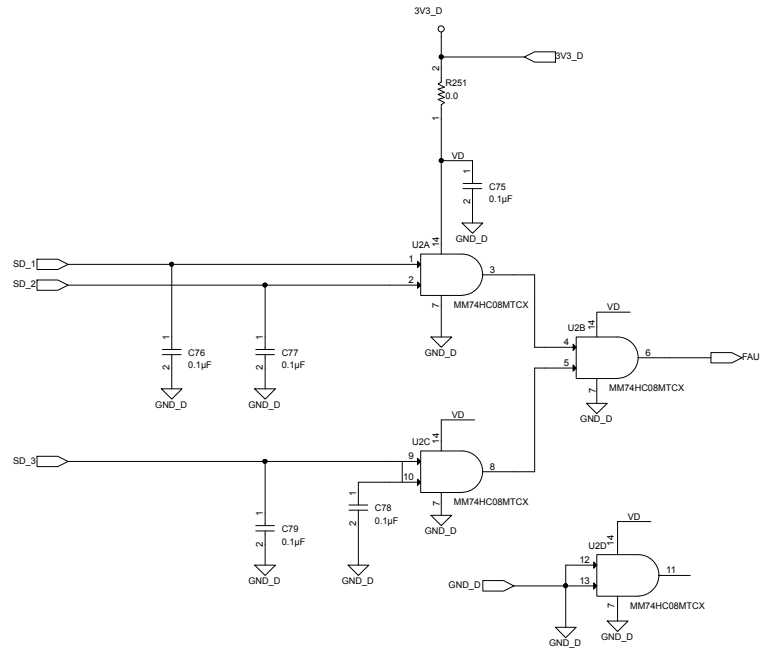 3V3_D
3V3_D
2
R251
0.0
1
VD
1
C75
0.1µF
2
GND_D
14
U2A
SD_1
1
3
SD_2
2
MM74HC08MTCX
7
GND_D
VD
14
U2B
4
6
FAU
5
MM74HC08MTCX
7
GND_D
1
C76
0.1µF
2
GND_D
1
C77
0.1µF
2
GND_D
VD
14
U2C
SD_3
9
8
10
MM74HC08MTCX
7
GND_D
1
C79
0.1µF
2
GND_D
1
C78
0.1µF
2
GND_D
VD
14
U2D
12
11
GND_D
13
MM74HC08MTCX
7
GND_D
GND_D